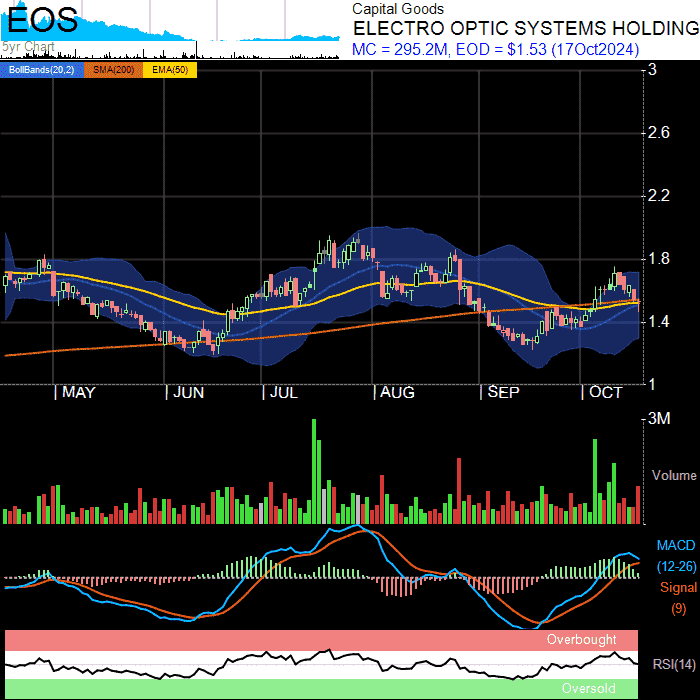 EOS
5yr Chart
Capital Goods
ELECTRO OPTIC SYSTEMS HOLDING
MC = 295.2M, EOD = $1.53 (17Oct2024)
BollBands(20,2) SMA(200) EMA(50)
3
2.6
2.2
1.8
1.4
1
MAY JUN JUL AUG SEP OCT
3M
Volume
MACD
(12-26)
Signal
(9)
Overbought
RSI(14)
Oversold